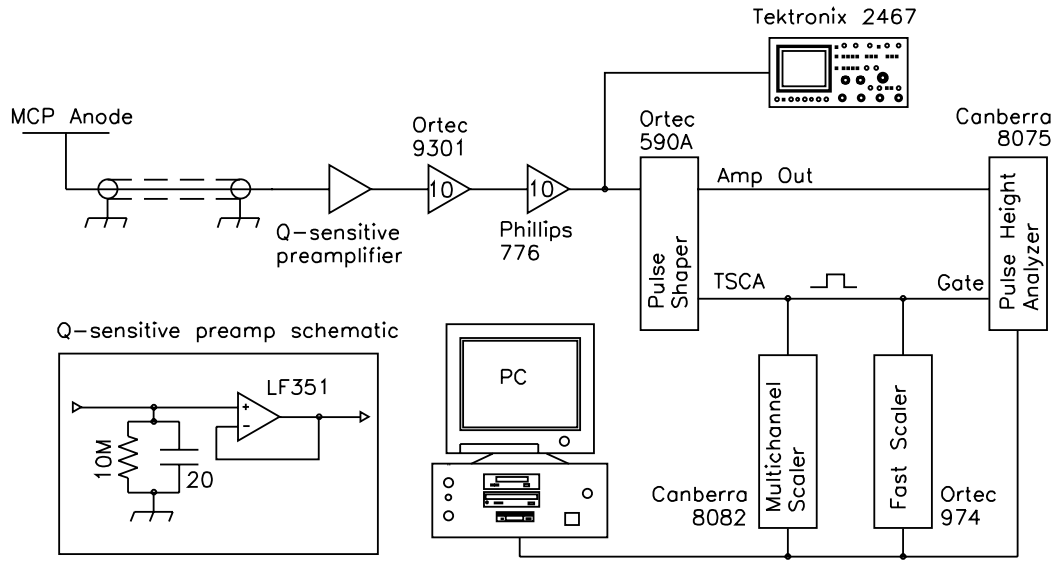 Tektronix 2467
MCP Anode
Ortec
9301
10
10
Q-sensitive
preamplifier
Phillips
776
Ortec
590A
Pulse
Shaper
Amp Out
TSCA
Gate
Canberra
8075
Pulse Height
Analyzer
Q-sensitive preamp schematic
LF351
+
-
10M
20
PC
Canberra
8082
Multichannel
Scaler
Fast Scaler
Ortec
974